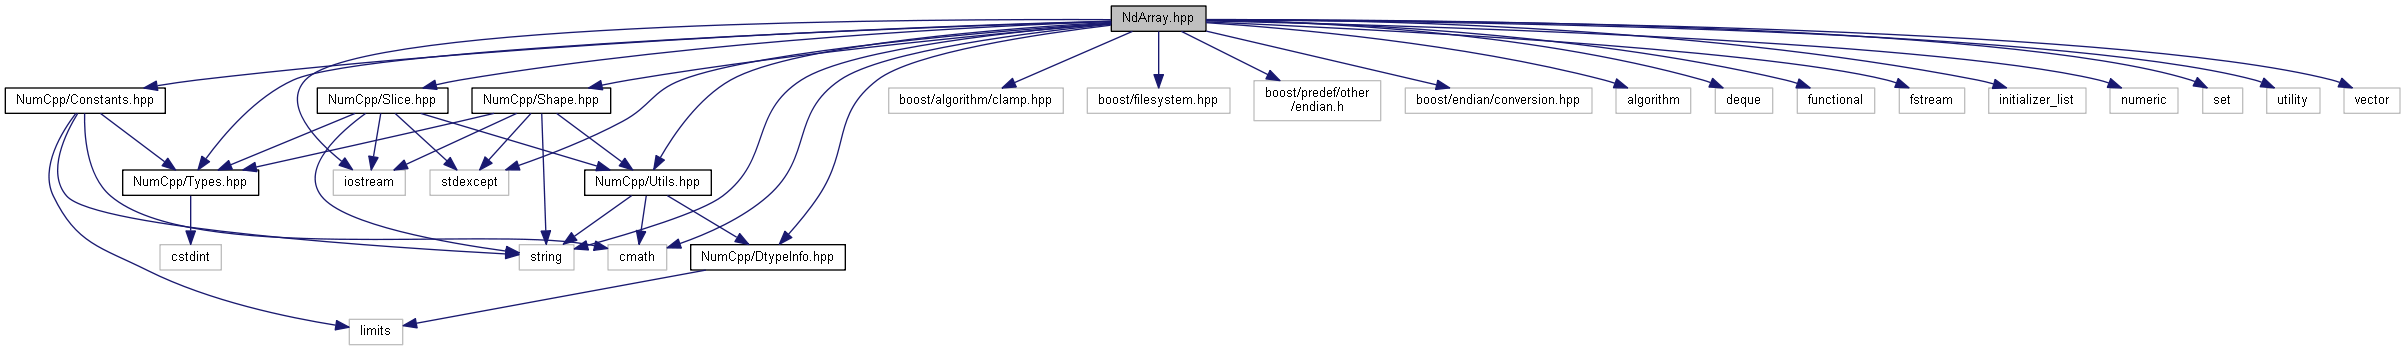 NdArray.hpp
NumCpp/Constants.hpp
NumCpp/Slice.hpp
NumCpp/Shape.hpp
boost/algorithm/clamp.hpp
boost/filesystem.hpp
boost/predef/other
/endian.h
boost/endian/conversion.hpp
algorithm
deque
functional
fstream
initializer_list
numeric
set
utility
vector
NumCpp/Types.hpp
iostream
stdexcept
NumCpp/Utils.hpp
cstdint
string
cmath
NumCpp/DtypeInfo.hpp
limits